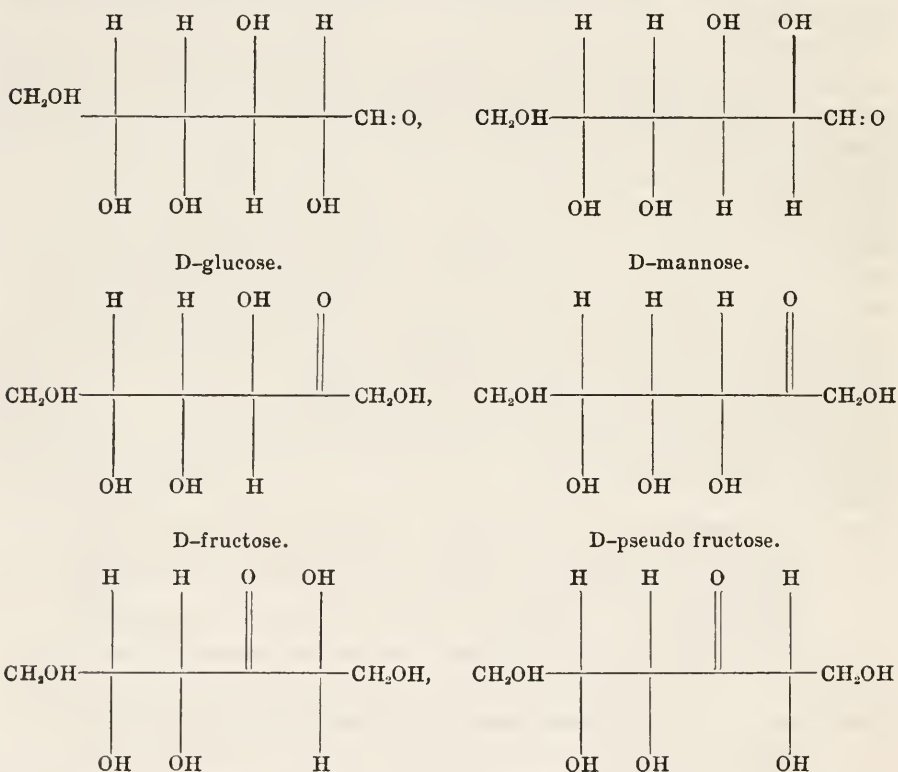 H H OH H H H OH OH
CH₂OH CH:O, CH₂OH CH:O
OH OH H OH OH OH H H
D-glucose. D-mannose.
H H OH O H H H O
CH₂OH CH₂OH, CH₂OH CH₂OH
OH OH H OH OH OH
D-fructose. D-pseudo fructose.
H H O OH H H O H
CH₂OH CH₂OH, CH₂OH CH₂OH
OH OH H OH OH OH